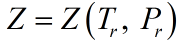 Z = Z(T_r, P_r)